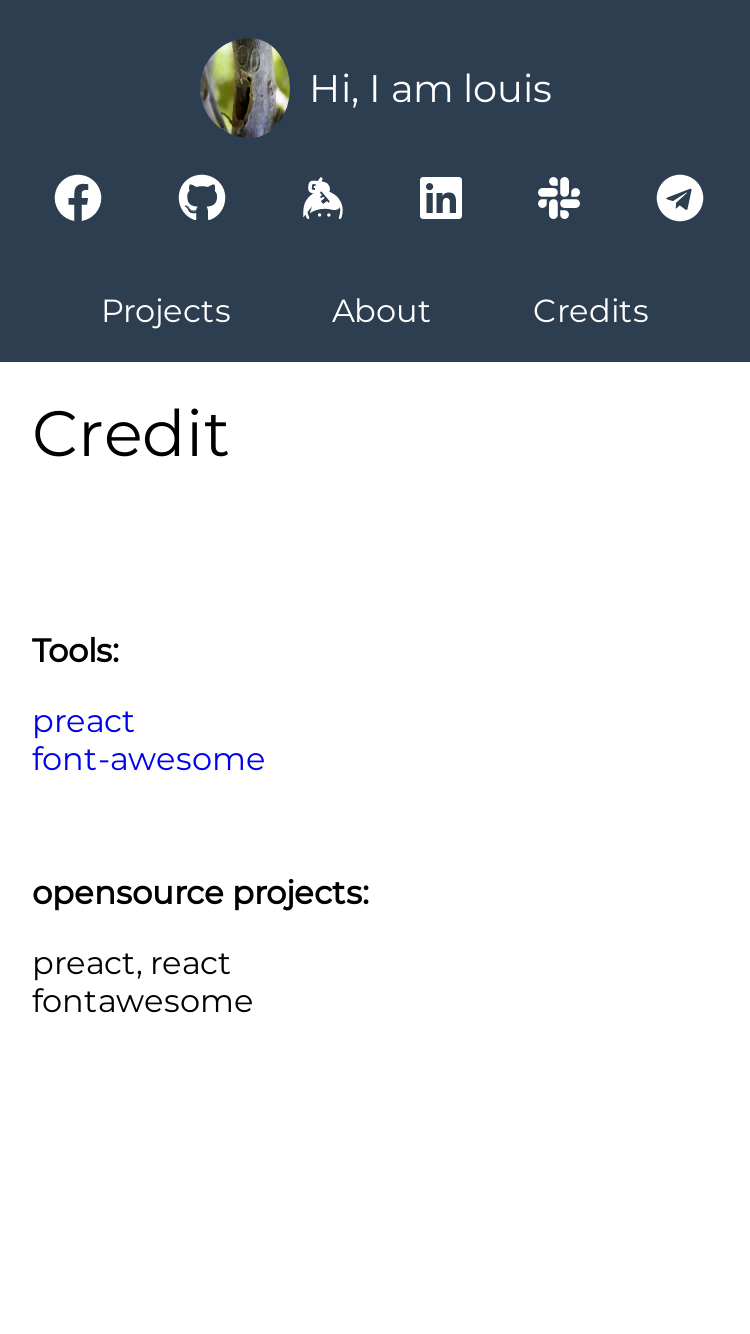 Hi, I am louis
Projects About Credits
Credit
Tools:
preact
font-awesome
opensource projects:
preact, react
fontawesome